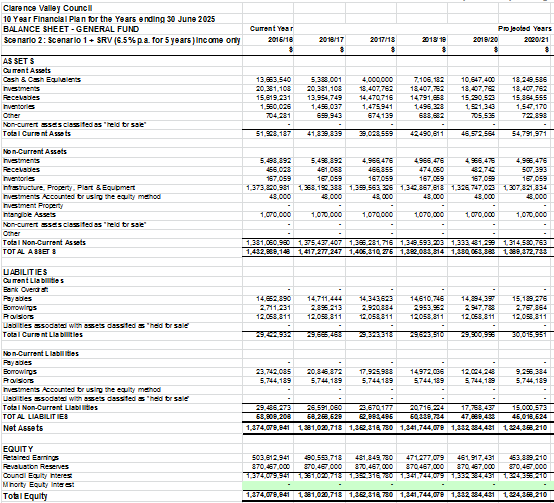 Clarence Valley Council
10 Year Financial Plan for the Years ending 30 June 2025
BALANCE SHEET - GENERAL FUND Current Year Projected Years
Scenario 2: Scenario 1 + SRV (6.5% p.a. for 5 years) Income only 2015/16 2016/17 2017/18 2018/19 2019/20 2020/21
$ $ $ $ $ $
ASSETS
Current Assets
Cash & Cash Equivalents 13,663,540 5,388,001 4,000,000 7,106,182 10,647,400 18,249,586
Investments 20,381,108 20,381,108 18,407,762 18,407,762 18,407,762 18,407,762
Receivables 15,619,231 13,954,749 14,470,716 14,791,658 15,290,523 15,864,555
Inventories 1,560,026 1,456,037 1,475,941 1,496,328 1,521,343 1,547,170
Other 704,281 659,943 674,139 688,682 705,535 722,898
Non-current assets classified as "held for sale" - - - - - -
Total Current Assets 51,928,187 41,839,839 39,028,559 42,490,611 46,572,564 54,791,971
Non-Current Assets
Investments 5,498,892 5,498,892 4,966,476 4,966,476 4,966,476 4,966,476
Receivables 456,028 461,068 466,855 474,050 482,742 507,393
Inventories 167,059 167,059 167,059 167,059 167,059 167,059
Infrastructure, Property, Plant & Equipment 1,373,820,981 1,368,192,388 1,359,563,326 1,342,867,618 1,326,747,023 1,307,821,834
Investments Accounted for using the equity method 48,000 48,000 48,000 48,000 48,000 48,000
Investment Property - - - - - -
Intangible Assets 1,070,000 1,070,000 1,070,000 1,070,000 1,070,000 1,070,000
Non-current assets classified as "held for sale" - - - - - -
Other - - - - - -
Total Non-Current Assets 1,381,060,960 1,375,437,407 1,366,281,716 1,349,593,203 1,333,481,299 1,314,580,763
TOTAL ASSETS 1,432,989,146 1,417,277,247 1,405,310,275 1,392,083,814 1,380,053,863 1,369,372,733
LIABILITIES
Current Liabilities
Bank Overdraft - - - - - -
Payables 14,652,890 14,711,444 14,343,623 14,610,746 14,894,397 15,189,276
Borrowings 2,711,231 2,895,213 2,920,884 2,953,952 2,947,788 2,767,864
Provisions 12,058,811 12,058,811 12,058,811 12,058,811 12,058,811 12,058,811
Liabilities associated with assets classified as "held for sale" - - - - - -
Total Current Liabilities 29,422,932 29,665,468 29,323,318 29,623,510 29,900,996 30,015,951
Non-Current Liabilities
Payables - - - - - -
Borrowings 23,742,085 20,846,872 17,925,988 14,972,036 12,024,248 9,256,384
Provisions 5,744,189 5,744,189 5,744,189 5,744,189 5,744,189 5,744,189
Investments Accounted for using the equity method - - - - - -
Liabilities associated with assets classified as "held for sale" - - - - - -
Total Non-Current Liabilities 29,486,273 26,591,060 23,670,177 20,716,224 17,768,437 15,000,573
TOTAL LIABILITIES 58,909,206 56,256,529 52,993,495 50,339,734 47,669,433 45,016,524
Net Assets 1,374,079,941 1,361,020,718 1,352,316,780 1,341,744,079 1,332,384,431 1,324,356,210
EQUITY
Retained Earnings 503,612,941 490,553,718 481,849,780 471,277,079 461,917,431 453,889,210
Revaluation Reserves 870,467,000 870,467,000 870,467,000 870,467,000 870,467,000 870,467,000
Council Equity Interest 1,374,079,941 1,361,020,718 1,352,316,780 1,341,744,079 1,332,384,431 1,324,356,210
Minority Equity Interest - - - - - -
Total Equity 1,374,079,941 1,361,020,718 1,352,316,780 1,341,744,079 1,332,384,431 1,324,356,210